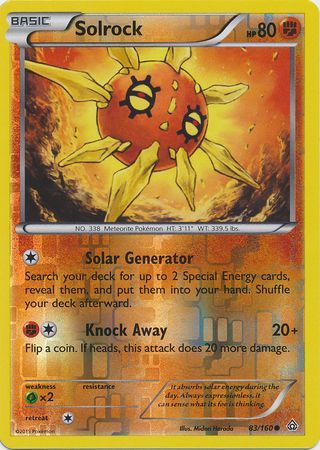 BASIC
Solrock
HP80
NO. 338 Meteorite Pokémon HT: 3'11" WT: 339.5 lbs.
Solar Generator
Search your deck for up to 2 Special Energy cards,
reveal them, and put them into your hand. Shuffle
your deck afterward.
Knock Away 20+
Flip a coin. If heads, this attack does 20 more damage.
weakness
resistance
×2
retreat
It absorbs solar energy during the
day. Always expressionless, it
can sense what its foe is thinking.
©2015 Pokémon
Illus. Midori Harada
83/160